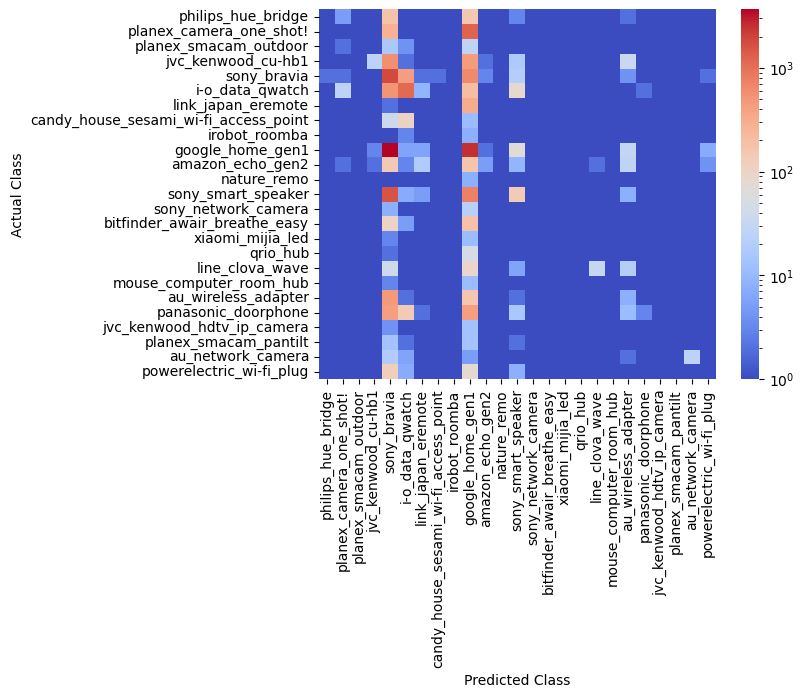 Actual Class
philips_hue_bridge
planex_camera_one_shot!
planex_smacam_outdoor
jvc_kenwood_cu-hb1
sony_bravia
i-o_data_qwatch
link_japan_eremote
candy_house_sesami_wi-fi_access_point
irobot_roomba
google_home_gen1
amazon_echo_gen2
nature_remo
sony_smart_speaker
sony_network_camera
bitfinder_awair_breathe_easy
xiaomi_mijia_led
qrio_hub
line_clova_wave
mouse_computer_room_hub
au_wireless_adapter
panasonic_doorphone
jvc_kenwood_hdtv_ip_camera
planex_smacam_pantilt
au_network_camera
powerelectric_wi-fi_plug
philips_hue_bridge
planex_camera_one_shot!
planex_smacam_outdoor
jvc_kenwood_cu-hb1
sony_bravia
i-o_data_qwatch
link_japan_eremote
candy_house_sesami_wi-fi_access_point
irobot_roomba
google_home_gen1
amazon_echo_gen2
nature_remo
sony_smart_speaker
sony_network_camera
bitfinder_awair_breathe_easy
xiaomi_mijia_led
qrio_hub
line_clova_wave
mouse_computer_room_hub
au_wireless_adapter
panasonic_doorphone
jvc_kenwood_hdtv_ip_camera
planex_smacam_pantilt
au_network_camera
powerelectric_wi-fi_plug
Predicted Class
10³
10²
10¹
10⁰